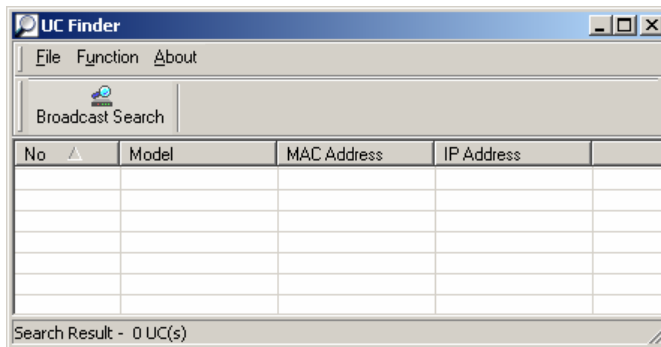 UC Finder
File Function About
Broadcast Search
No Model MAC Address IP Address
Search Result - 0 UC(s)